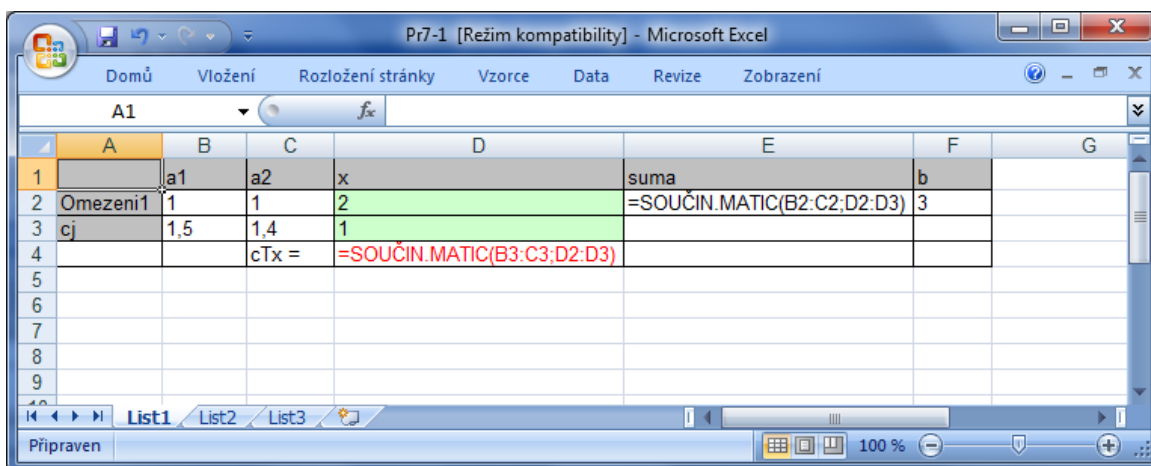 Pr7-1 [Režim kompatibility] - Microsoft Excel
Domů Vložení Rozložení stránky Vzorce Data Revize Zobrazení
A1 fx
A B C D E F G
1 a1 a2 x suma b
2 Omezeni1 1 1 2 =SOUČIN.MATIC(B2:C2;D2:D3) 3
3 cj 1,5 1,4 1
4 cTx = =SOUČIN.MATIC(B3:C3;D2:D3)
5
6
7
8
9
List1 List2 List3
Připraven 100 %